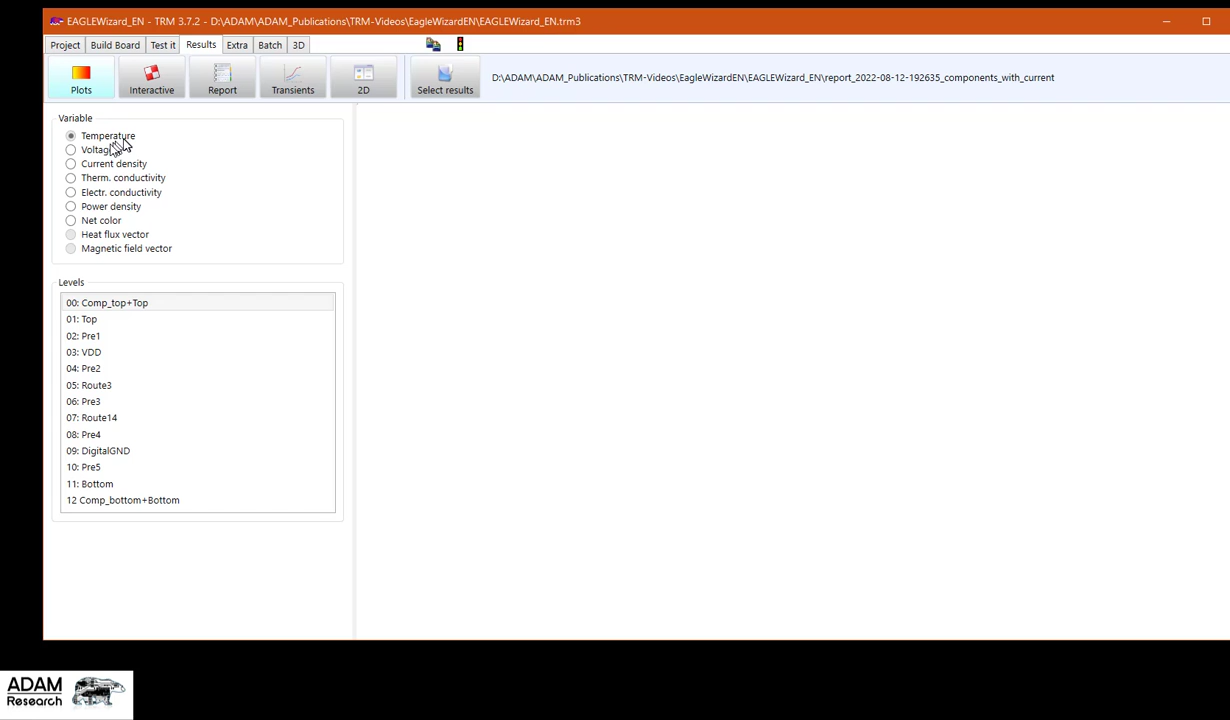 EAGLEWizard_EN - TRM 3.7.2 - D:\ADAM\ADAM_Publications\TRM-Videos\EagleWizardEN\EAGLEWizard_EN.trm3
Project Build Board Test it Results Extra Batch 3D
Plots Interactive Report Transients 2D Select results D:\ADAM\ADAM_Publications\TRM-Videos\EagleWizardEN\EAGLEWizard_EN\report_2022-08-12-192635_components_with_current
Variable
Temperature
Voltage
Current density
Therm. conductivity
Electr. conductivity
Power density
Net color
Heat flux vector
Magnetic field vector
Levels
00: Comp_top+Top
01: Top
02: Pre1
03: VDD
04: Pre2
05: Route3
06: Pre3
07: Route14
08: Pre4
09: DigitalGND
10: Pre5
11: Bottom
12 Comp_bottom+Bottom
ADAM
Research